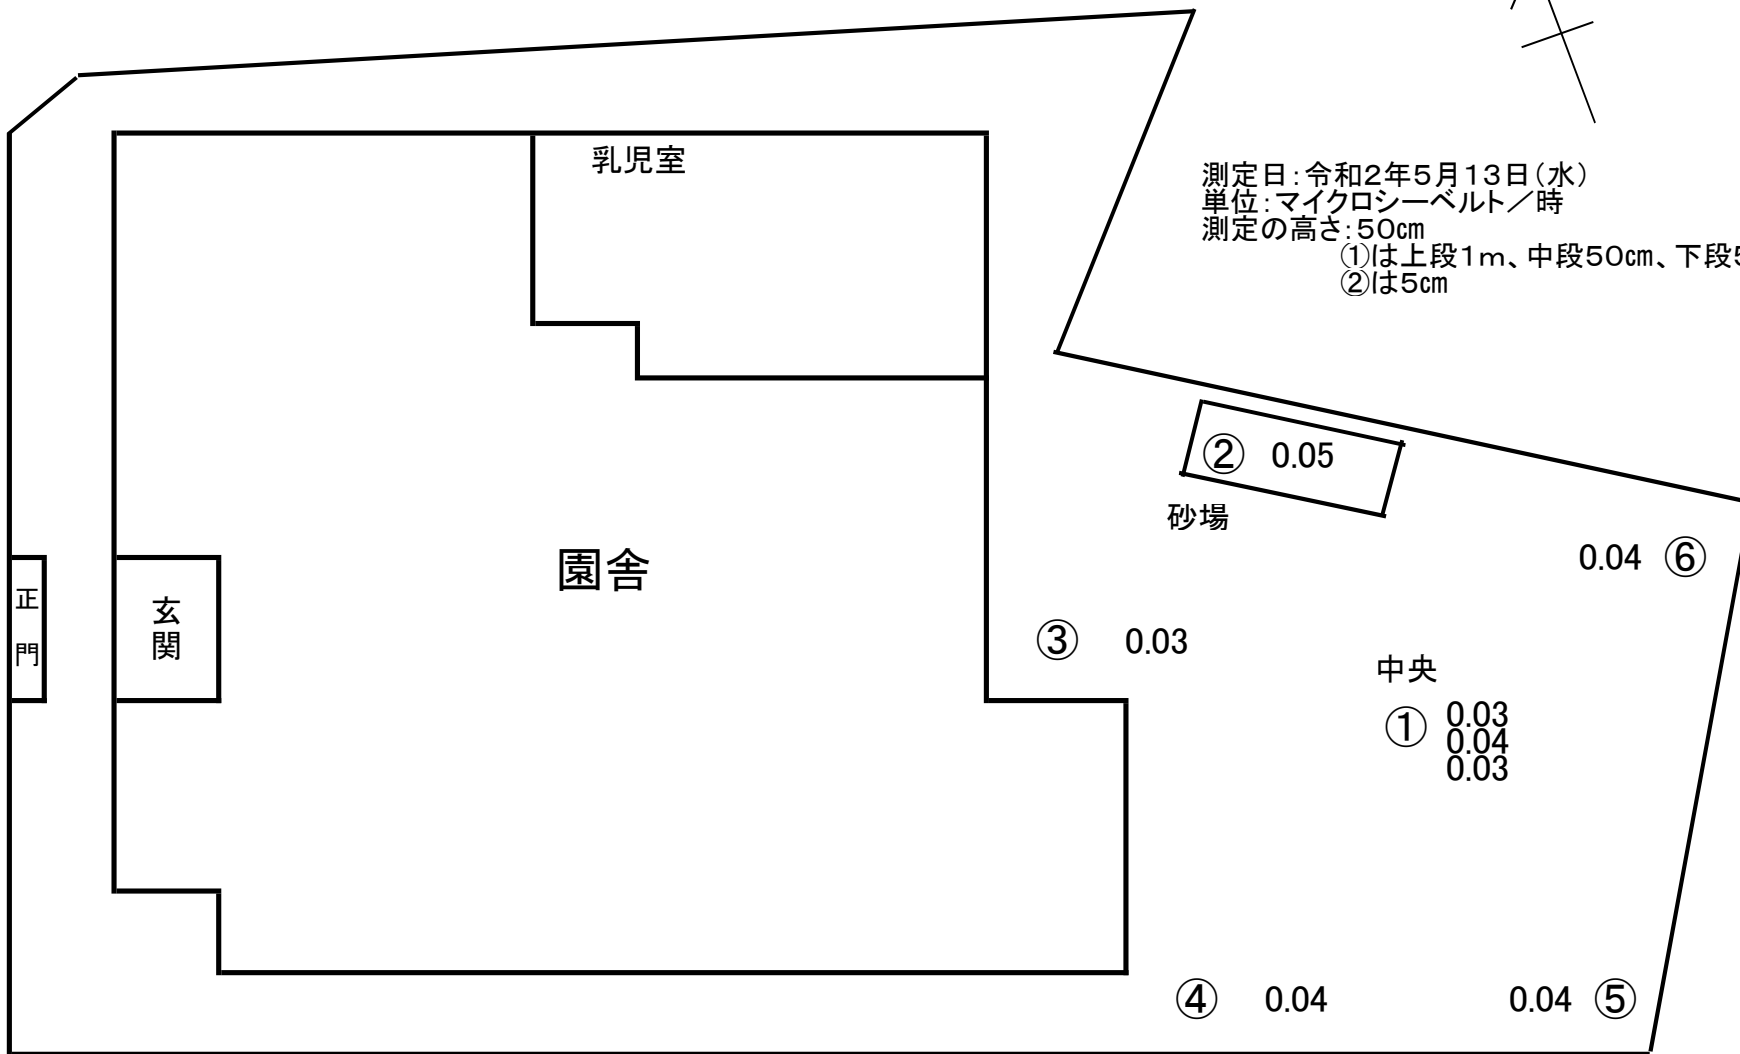 乳児室
測定日:令和2年5月13日(水)
単位:マイクロシーベルト/時
測定の高さ:50㎝
①は上段1m、中段50㎝、下段5
②は5㎝
② 0.05
砂場
0.04 ⑥
園舎
正門
玄関
③ 0.03
中央
① 0.03
0.04
0.03
④ 0.04
0.04 ⑤